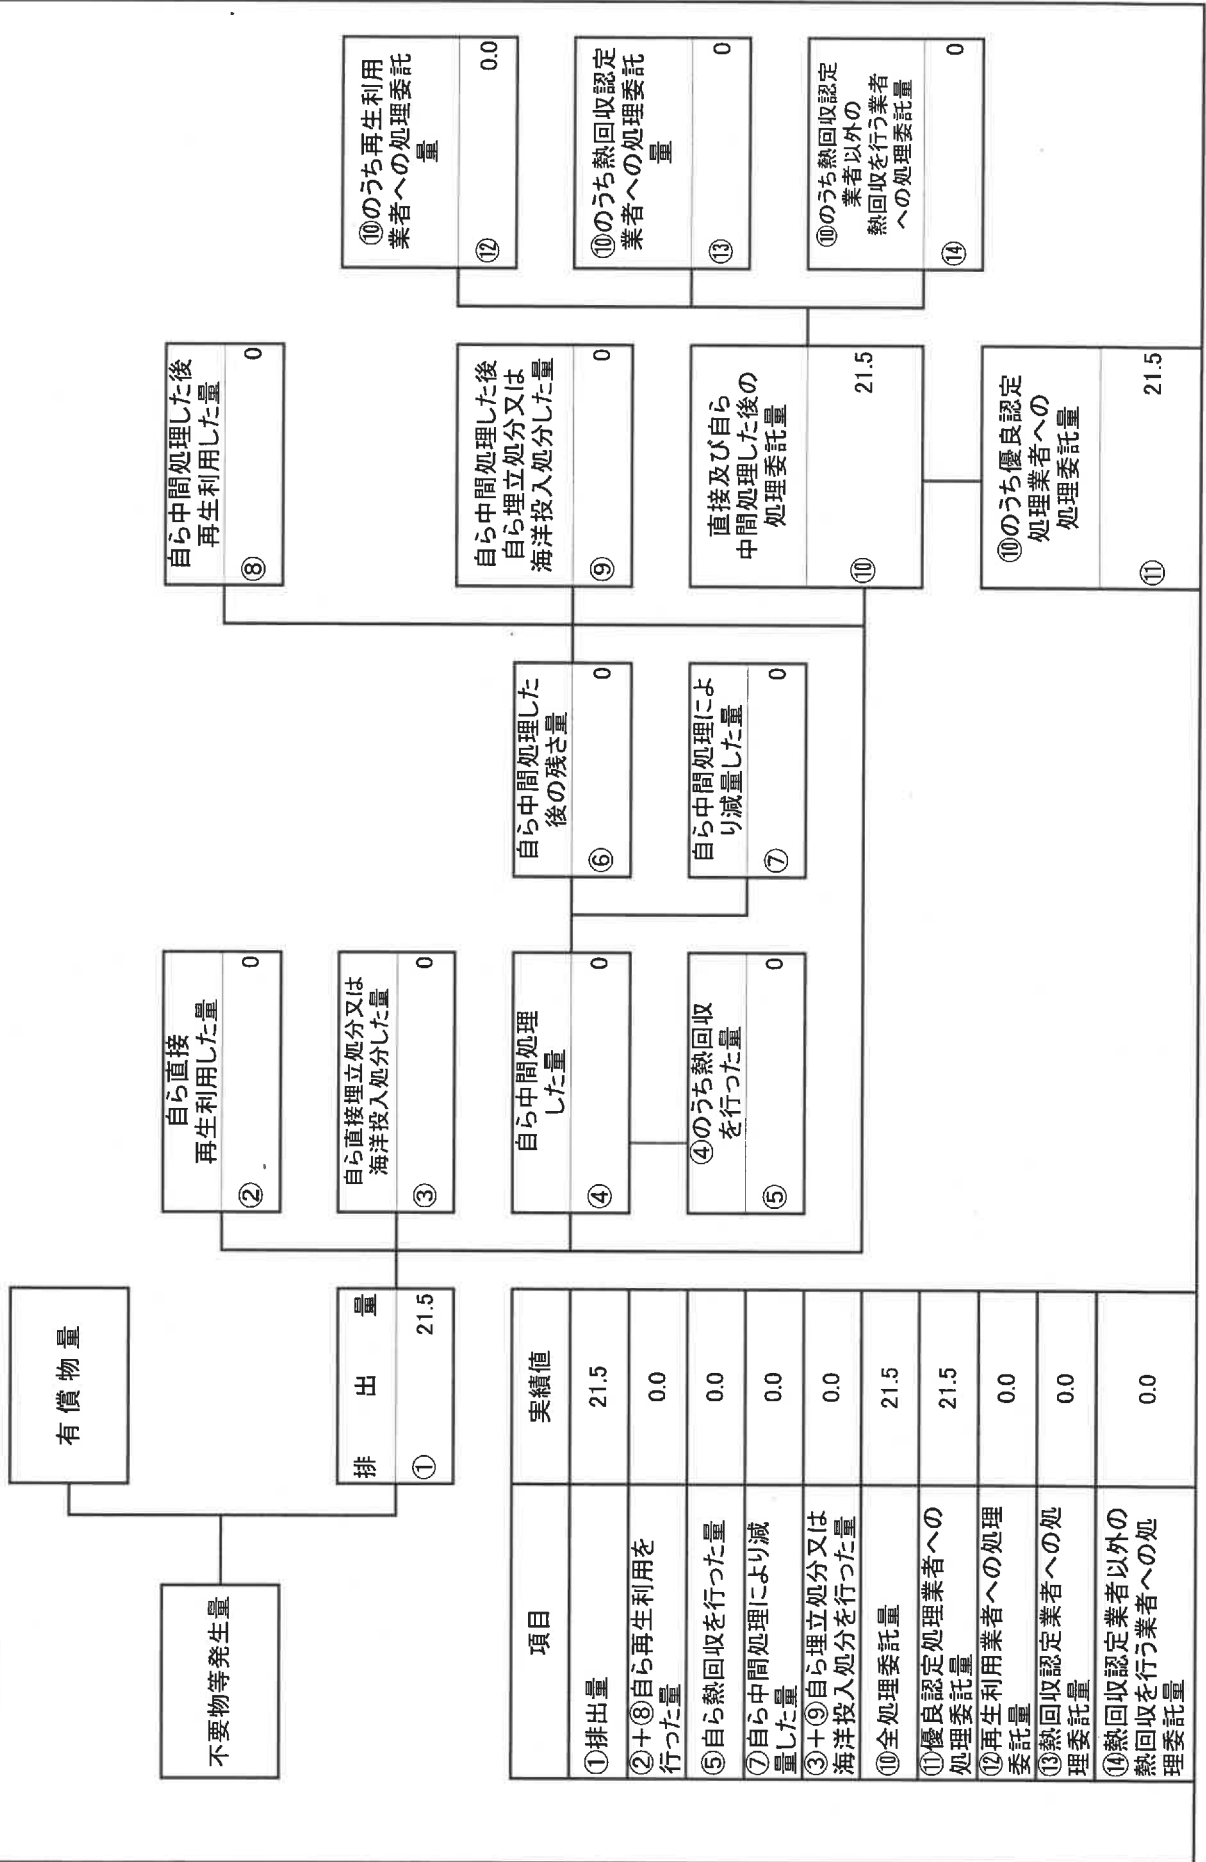 有償物量
不要物等発生量
排出量
① 21.5
自ら直接
再生利用した量
② 0
自ら直接埋立処分又は
海洋投入処分した量
③ 0
自ら中間処理
した量
④ 0
④のうち熱回収
を行った量
⑤ 0
自ら中間処理した
後の残さ量
⑥ 0
自ら中間処理によ
り減量した量
⑦ 0
自ら中間処理した後
再生利用した量
⑧ 0
自ら中間処理した後
自ら埋立処分又は
海洋投入処分した量
⑨ 0
直接及び自ら
中間処理した後の
処理委託量
⑩ 21.5
⑩のうち優良認定
処理業者への
処理委託量
⑪ 21.5
⑩のうち再生利用
業者への処理委託
量
⑫ 0.0
⑩のうち熱回収認定
業者への処理委託
量
⑬ 0
⑩のうち熱回収認定
業者以外の
熱回収を行う業者
への処理委託量
⑭ 0
項目 実績値
①排出量 21.5
②+⑧自ら再生利用を
行った量 0.0
⑤自ら熱回収を行った量 0.0
⑦自ら中間処理により減
量した量 0.0
③+⑨自ら埋立処分又は
海洋投入処分を行った量 0.0
⑩全処理委託量 21.5
⑪優良認定処理業者への
処理委託量 21.5
⑫再生利用業者への処理
委託量 0.0
⑬熱回収認定業者への処
理委託量 0.0
⑭熱回収認定業者以外の
熱回収を行う業者への処
理委託量 0.0